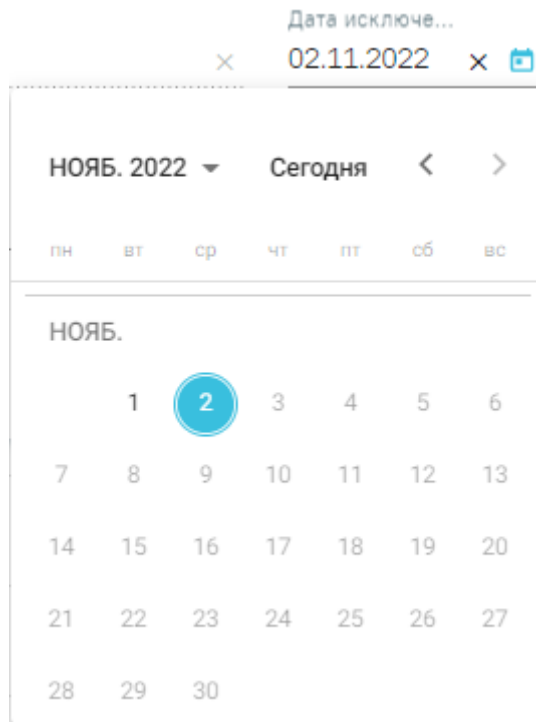 Дата исключе...
02.11.2022
НОЯБ. 2022 Сегодня
пн вт ср чт пт сб вс
НОЯБ.
1 2 3 4 5 6
7 8 9 10 11 12 13
14 15 16 17 18 19 20
21 22 23 24 25 26 27
28 29 30